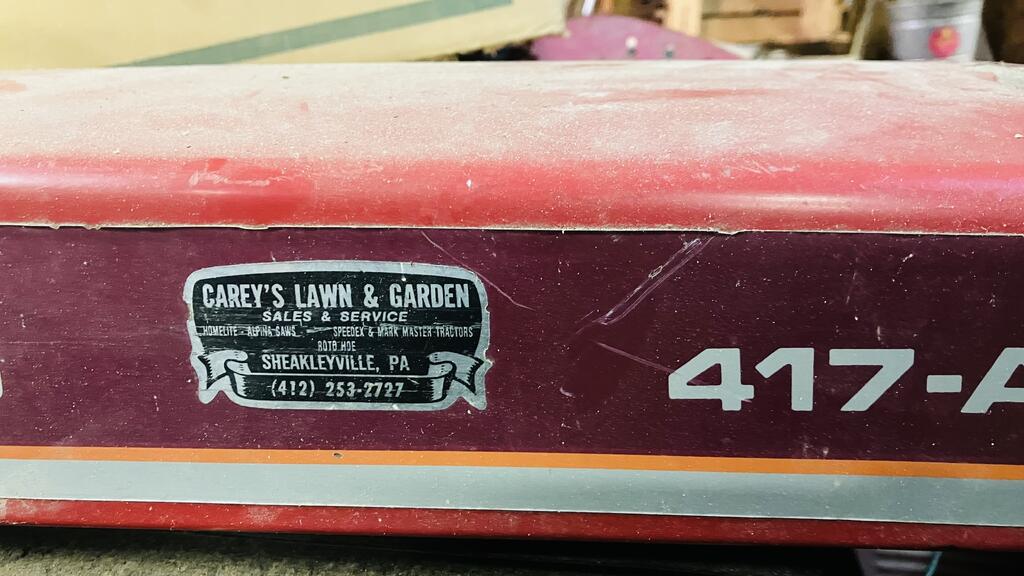 CAREY'S LAWN & GARDEN
SALES & SERVICE
HOMELITE - ALPINA SAWS SPEEDEX & MARK MASTER TRACTORS
ROTO HOE
SHEAKLEYVILLE, PA
(412) 253-2727
417-A